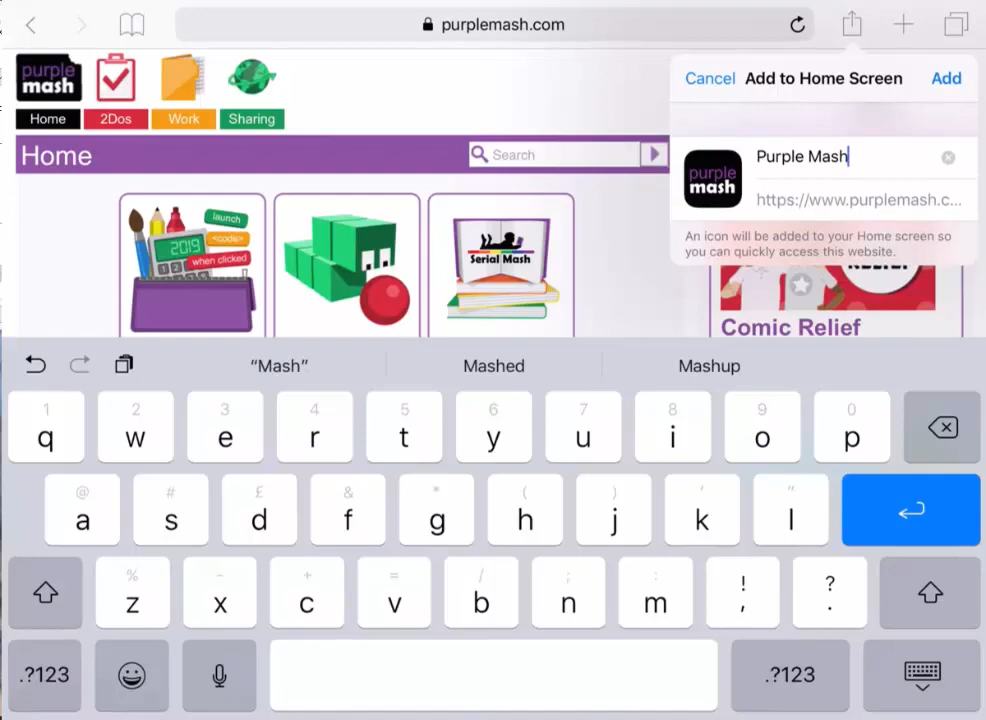 purplemash.com
purple
mash
Home
2Dos
Work
Sharing
Home
Search
launch
2019
<code>
when clicked
1 2
Serial Mash
Cancel Add to Home Screen Add
purple
mash
Purple Mash
https://www.purplemash.c...
An icon will be added to your Home screen so
you can quickly access this website.
Comic Relief
“Mash” Mashed Mashup
1 2 3 4 5 6 7 8 9 0
q w e r t y u i o p
@ # £ & * ( ) ' "
a s d f g h j k l
% - + = / ; : ! ?
z x c v b n m , .
.?123 .?123